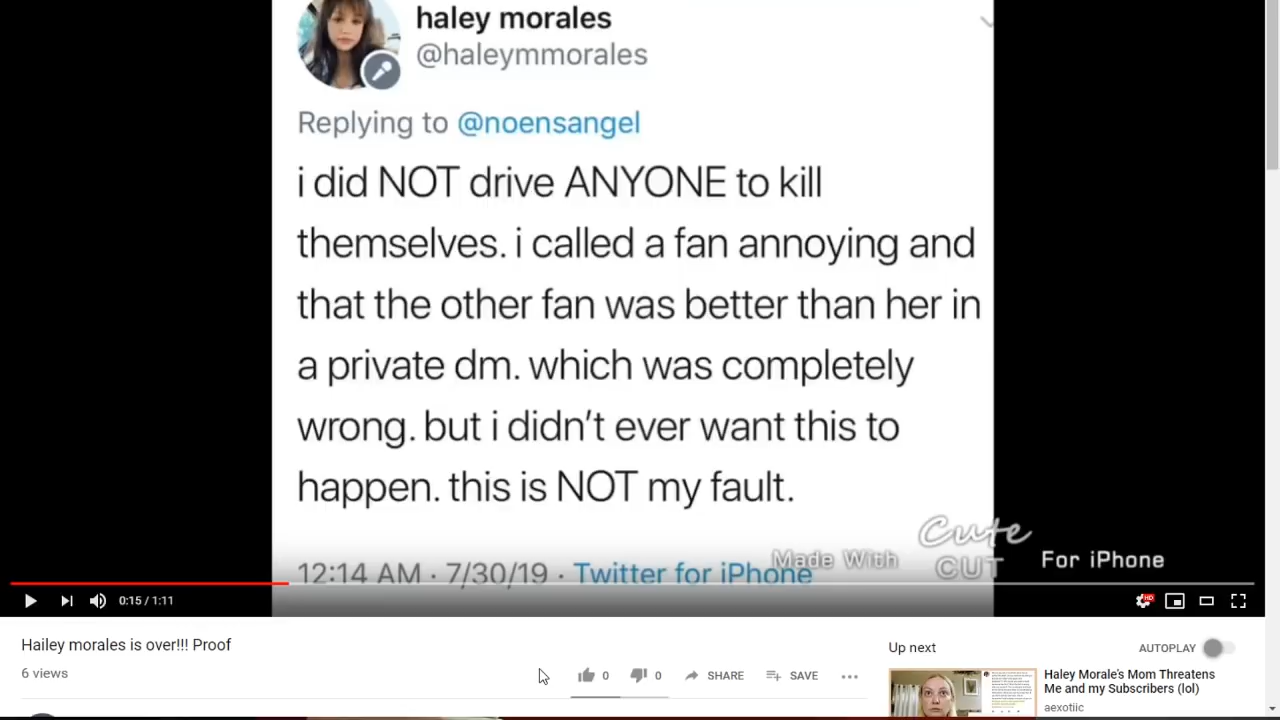 haley morales
@haleymmorales
Replying to @noensangel
i did NOT drive ANYONE to kill
themselves. i called a fan annoying and
that the other fan was better than her in
a private dm. which was completely
wrong. but i didn't ever want this to
happen. this is NOT my fault.
12:14 AM · 7/30/19 · Twitter for iPhone
Made With Cute CUT For iPhone
0:15 / 1:11
HD
Hailey morales is over!!! Proof
6 views
0
0
SHARE
SAVE
Up next
AUTOPLAY
Haley Morale's Mom Threatens
Me and my Subscribers (lol)
aexotiic